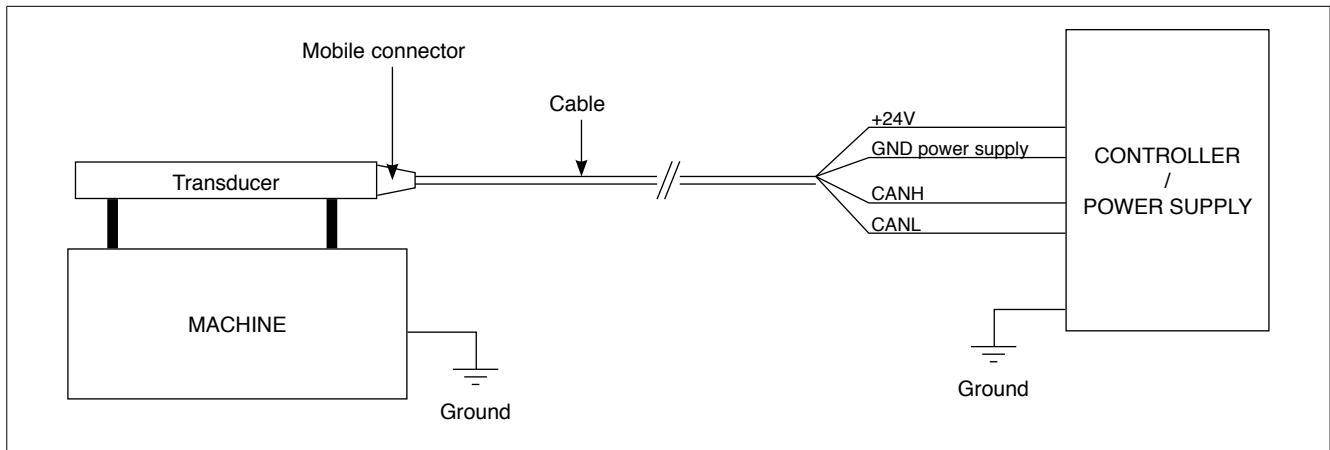 Mobile connector
Cable
Transducer
MACHINE
Ground
+24V
GND power supply
CANH
CANL
CONTROLLER
/
POWER SUPPLY
Ground